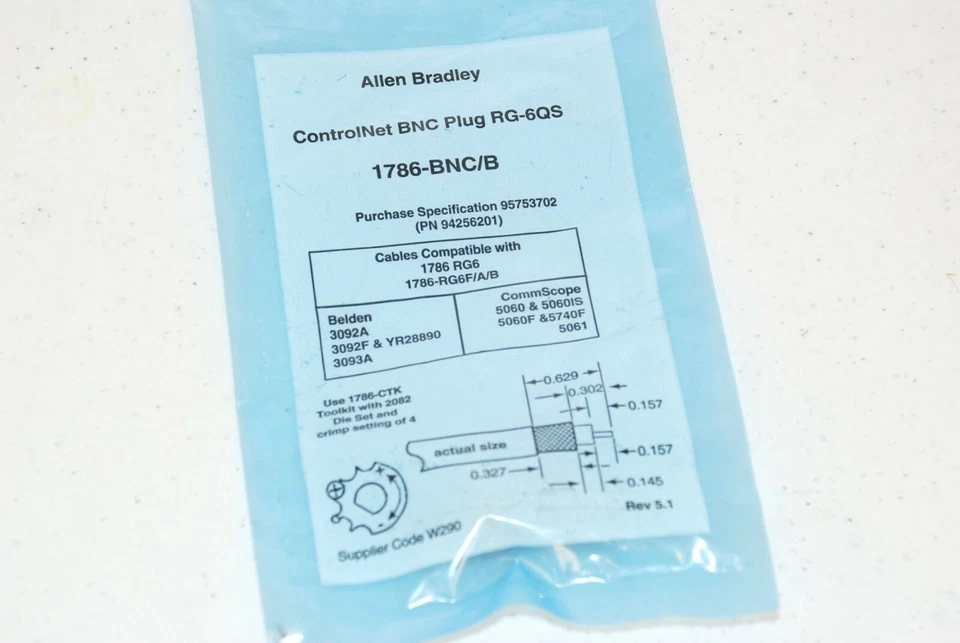 Allen Bradley
ControlNet BNC Plug RG-6QS
1786-BNC/B
Purchase Specification 95753702
(PN 94256201)
Cables Compatible with
1786 RG6
1786-RG6F/A/B
Belden
3092A
3092F & YR28890
3093A
CommScope
5060 & 5060IS
5060F &5740F
5061
Use 1786-CTK
Toolkit with 2082
Die Set and
crimp setting of 4
0.629
0.302
0.157
actual size
0.157
0.327
0.145
Rev 5.1
Supplier Code W290